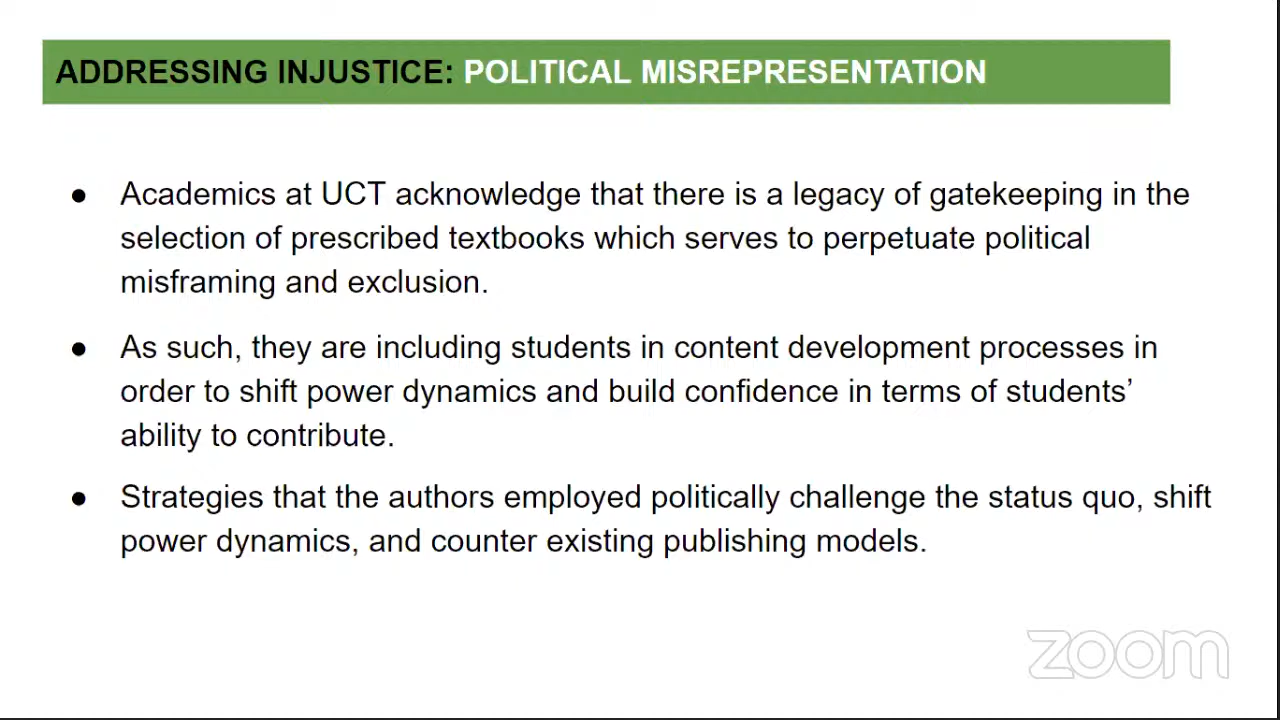 ADDRESSING INJUSTICE: POLITICAL MISREPRESENTATION
● Academics at UCT acknowledge that there is a legacy of gatekeeping in the
selection of prescribed textbooks which serves to perpetuate political
misframing and exclusion.
● As such, they are including students in content development processes in
order to shift power dynamics and build confidence in terms of students’
ability to contribute.
● Strategies that the authors employed politically challenge the status quo, shift
power dynamics, and counter existing publishing models.
zoom